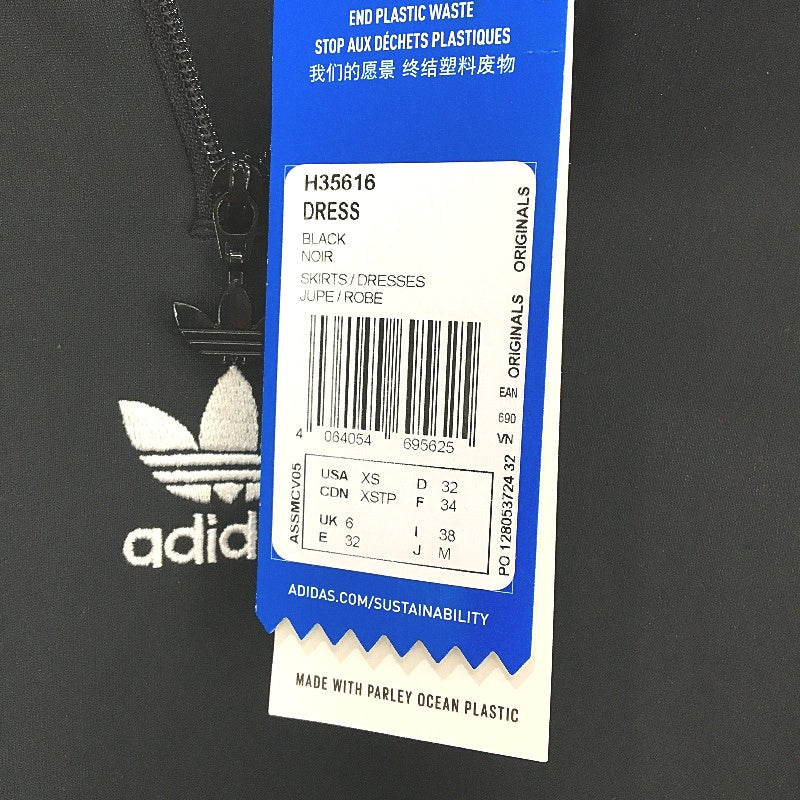 END PLASTIC WASTE
STOP AUX DÉCHETS PLASTIQUES
我们的愿景 终结塑料废物
H35616
DRESS
BLACK
NOIR
SKIRTS / DRESSES
JUPE / ROBE
ORIGINALS
ORIGINALS
EAN
690
VN
4 064054 695625
ASSMCV05
USA XS D 32
CDN XSTP F 34
UK 6 I 38
E 32 J M
PO 128053724 32
ADIDAS.COM/SUSTAINABILITY
MADE WITH PARLEY OCEAN PLASTIC
adid